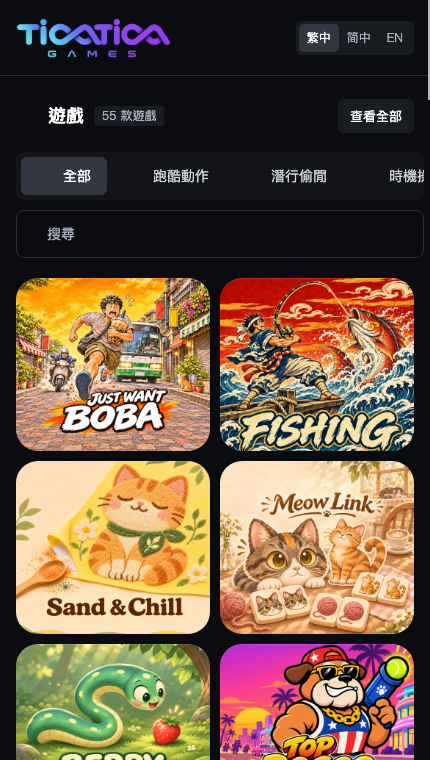 TICATICA
GAMES
繁中 简中 EN
遊戲 55 款遊戲 查看全部
全部 跑酷動作 潛行偷閒 時機
搜尋
JUST WANT
BOBA
FISHING
Sand & Chill
Meow Link
TOP